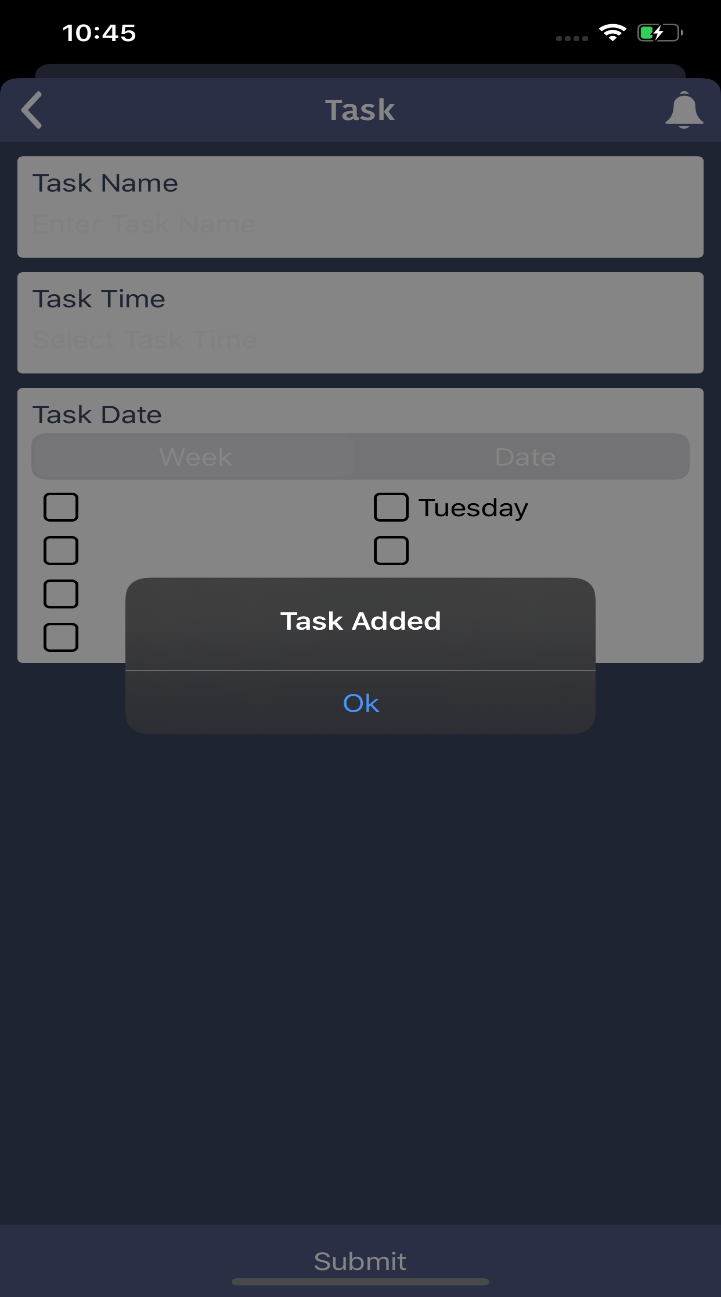 10:45
Task
Task Name
Enter Task Name
Task Time
Select Task Time
Task Date
Week Date
Tuesday
Task Added
Ok
Submit